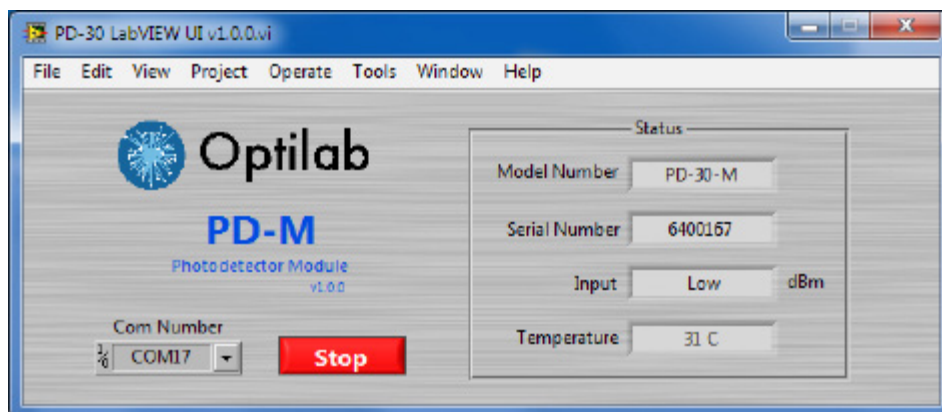 PD-30 LabVIEW UI v1.0.0.vi
File Edit View Project Operate Tools Window Help
Optilab
PD-M
Photodetector Module
v1.0.0
Com Number
COM17
Stop
Status
Model Number PD-30-M
Serial Number 6400167
Input Low dBm
Temperature 31 C